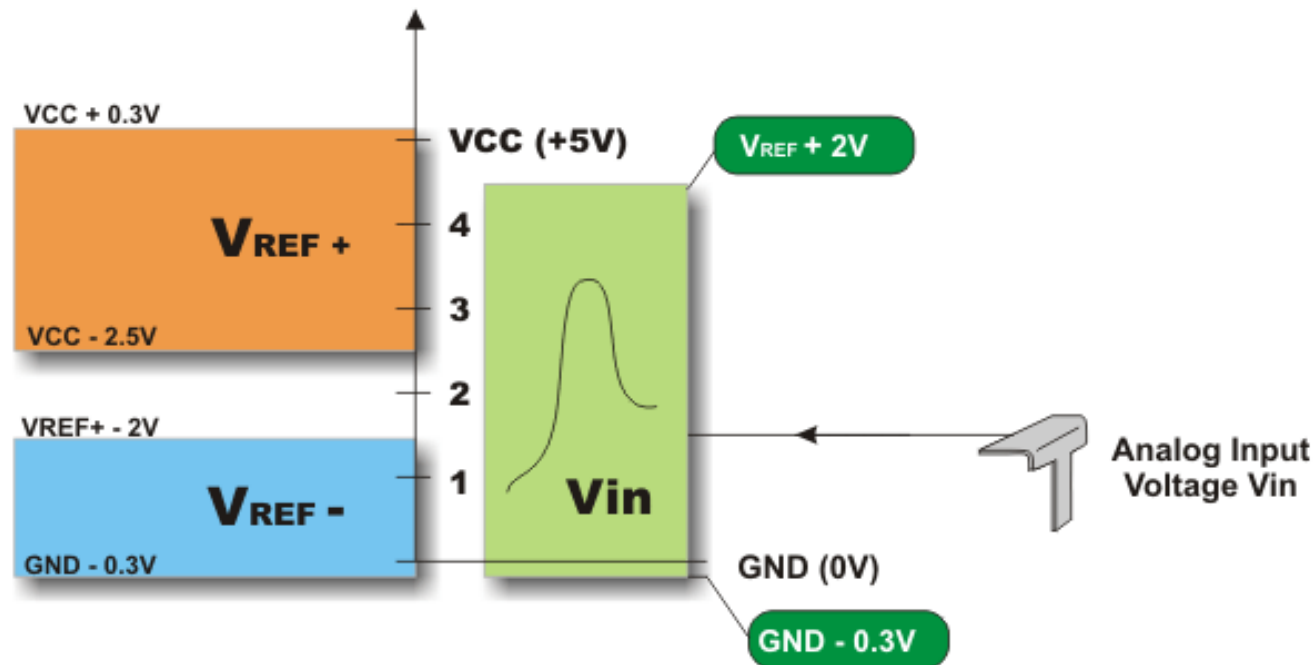 VCC + 0.3V
VCC (+5V)
VREF + 2V
4
VREF +
3
VCC - 2.5V
2
VREF+ - 2V
1
Analog Input
Voltage Vin
VREF -
Vin
GND - 0.3V
GND (0V)
GND - 0.3V